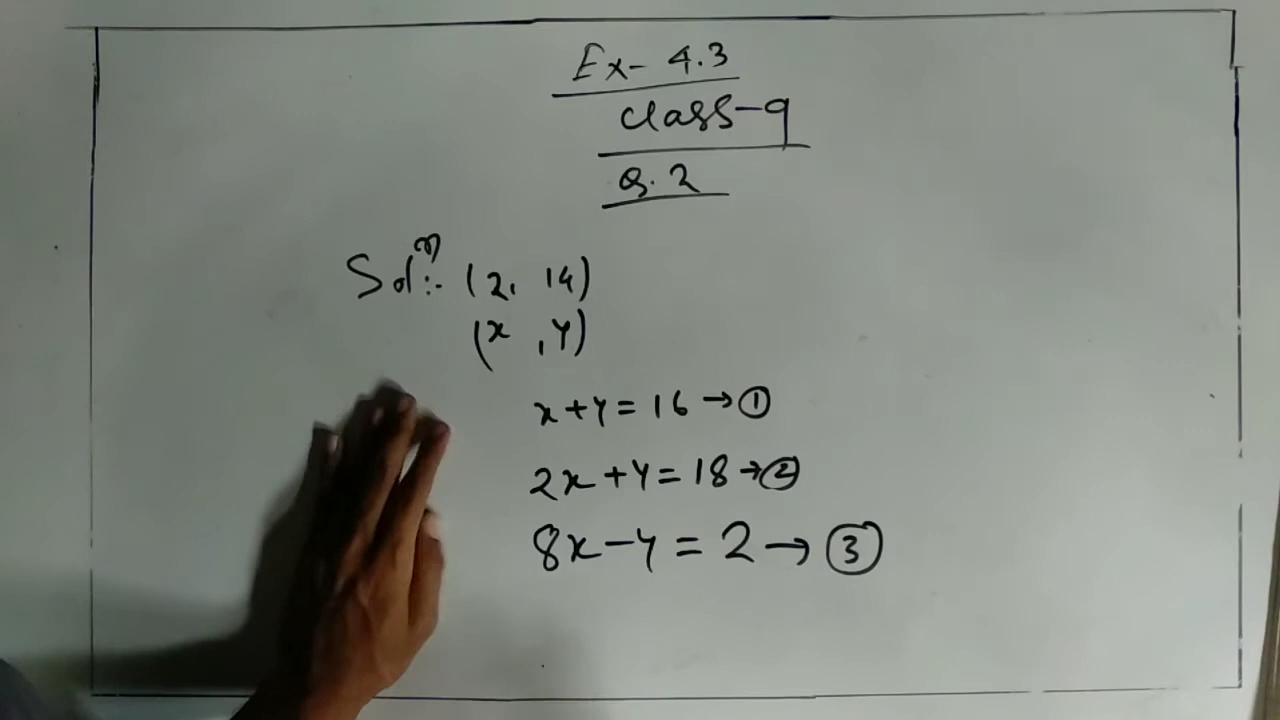 Ex- 4.3
class-9
Q. 2
Solⁿ:- (2, 14)
(x , y)
x+y = 16 → ①
2x+y = 18 → ②
8x-y = 2 → ③